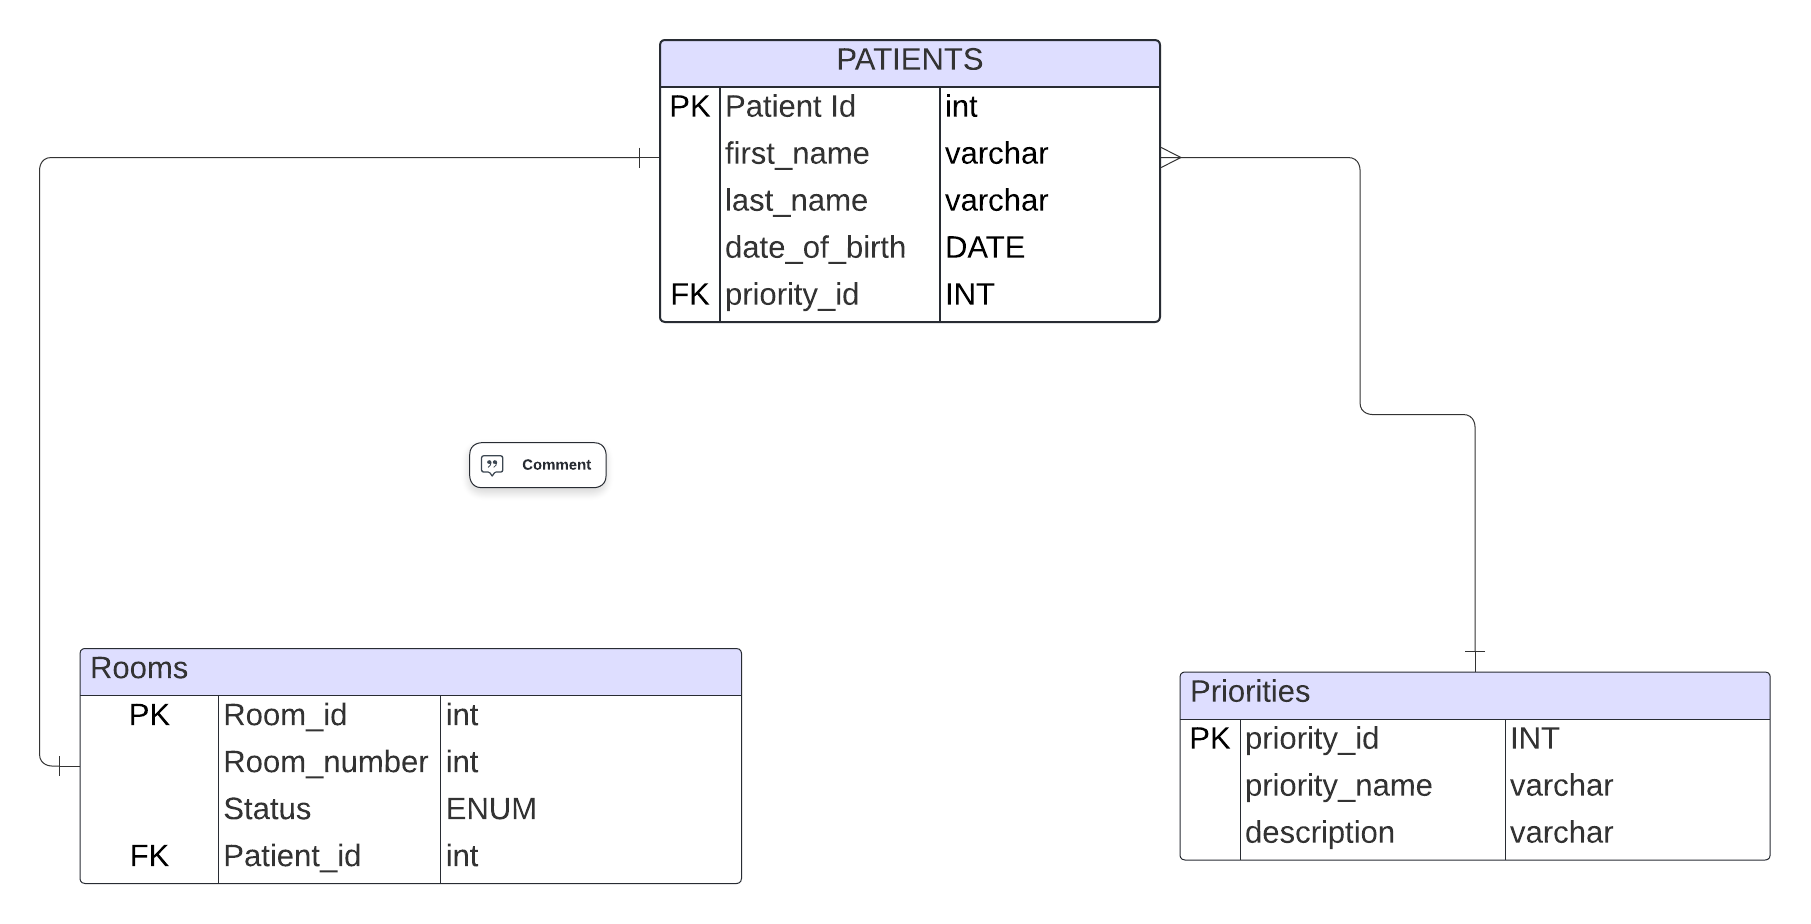 PATIENTS
PK Patient Id int
first_name varchar
last_name varchar
date_of_birth DATE
FK priority_id INT
Comment
Rooms
PK Room_id int
Room_number int
Status ENUM
FK Patient_id int
Priorities
PK priority_id INT
priority_name varchar
description varchar